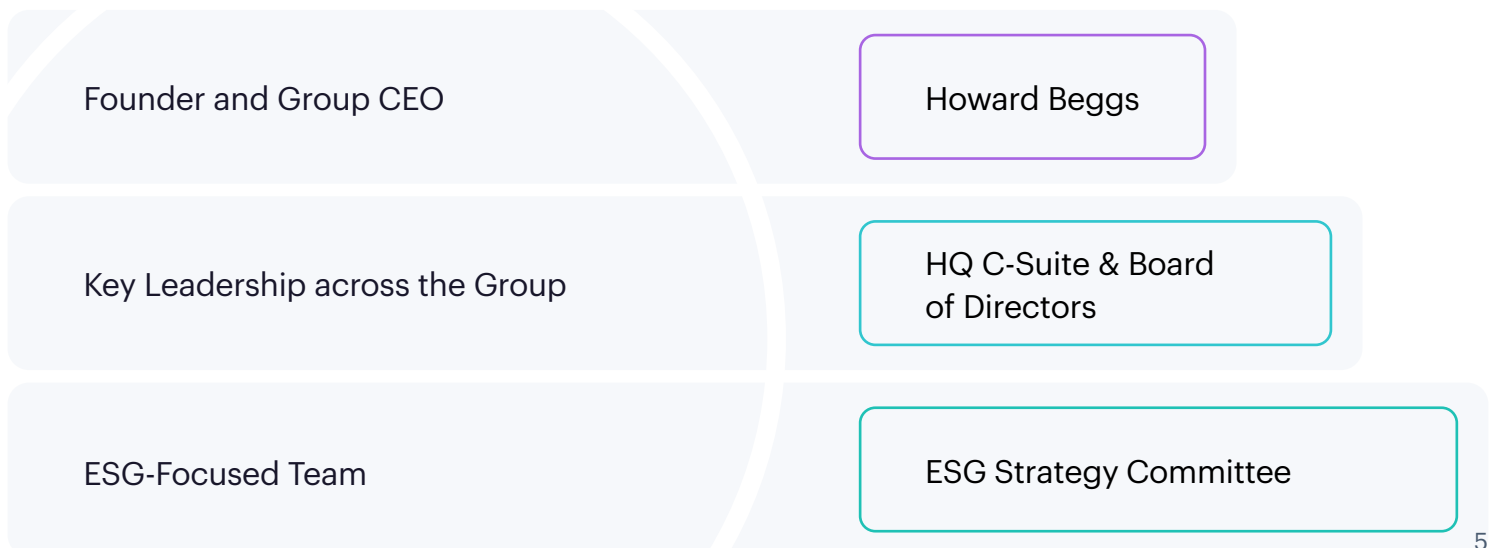 Founder and Group CEO
Howard Beggs
Key Leadership across the Group
HQ C-Suite & Board
of Directors
ESG-Focused Team
ESG Strategy Committee
5